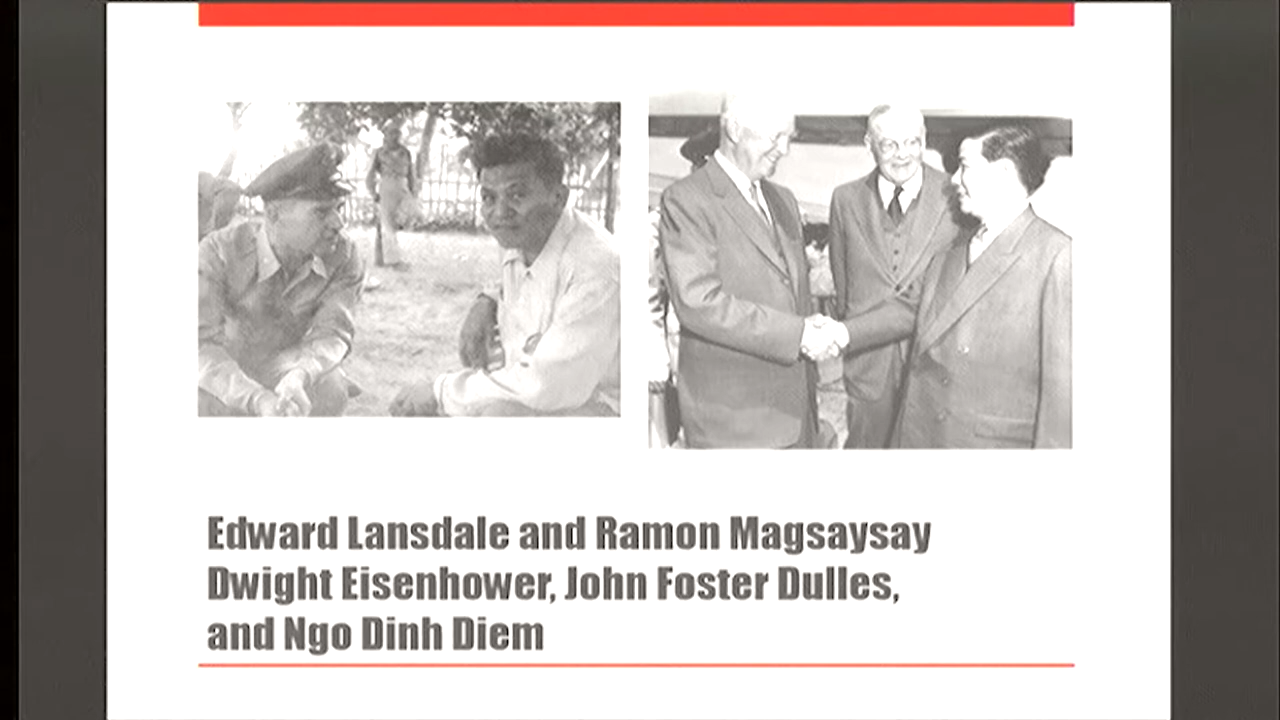 Edward Lansdale and Ramon Magsaysay
Dwight Eisenhower, John Foster Dulles,
and Ngo Dinh Diem